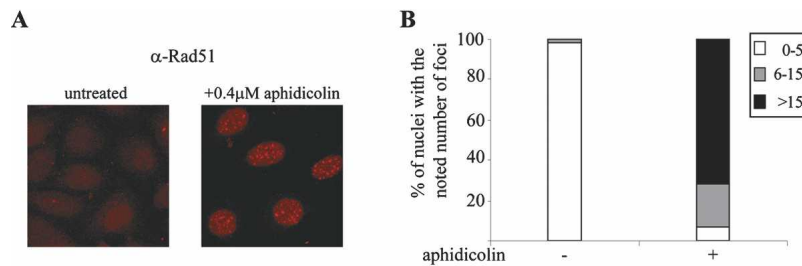 A
α-Rad51
untreated
+0.4μM aphidicolin
B
% of nuclei with the
noted number of foci
100
80
60
40
20
aphidicolin
-
+
0-5
6-15
>15